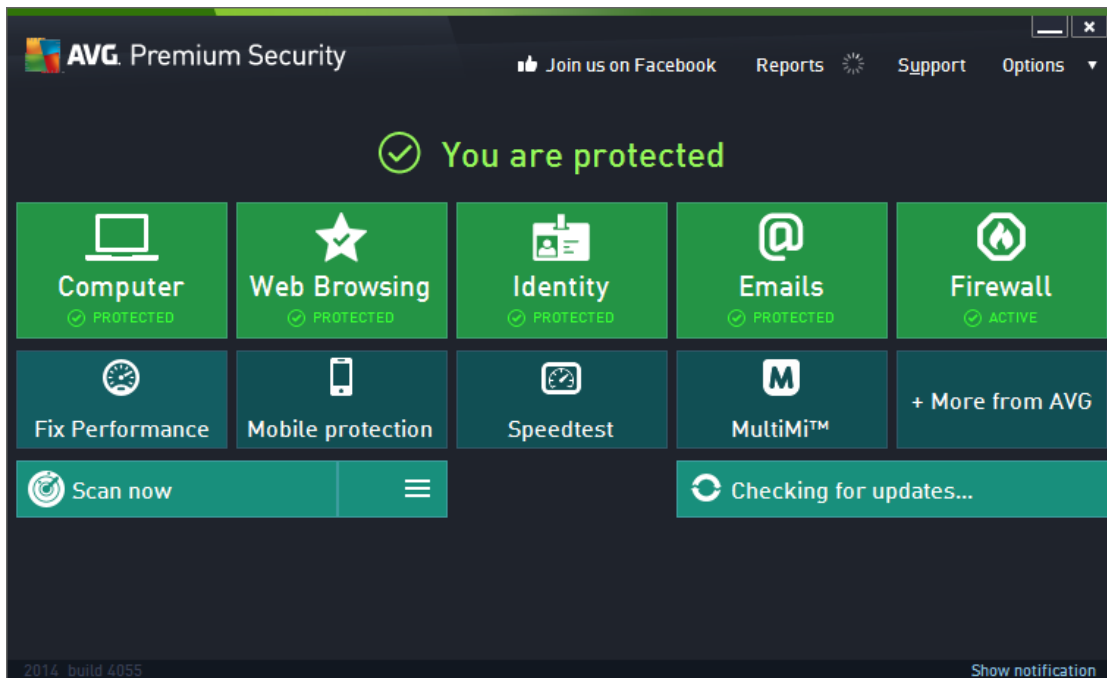 AVG. Premium Security
Join us on Facebook
Reports
Support
Options
You are protected
Computer
PROTECTED
Web Browsing
PROTECTED
Identity
PROTECTED
Emails
PROTECTED
Firewall
ACTIVE
Fix Performance
Mobile protection
Speedtest
M
MultiMi™
+ More from AVG
Scan now
Checking for updates...
2014 build 4055
Show notification